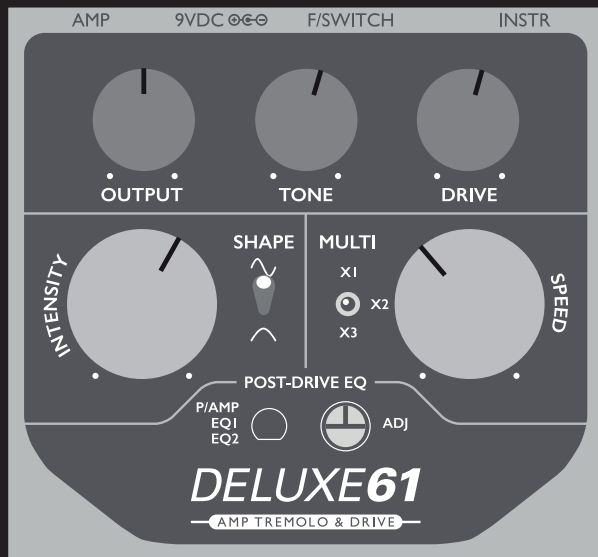 AMP 9VDC F/SWITCH INSTR
OUTPUT TONE DRIVE
INTENSITY
SHAPE
MULTI
X1
X2
X3
SPEED
POST-DRIVE EQ
P/AMP
EQ1
EQ2
ADJ
DELUXE61
AMP TREMOLO & DRIVE